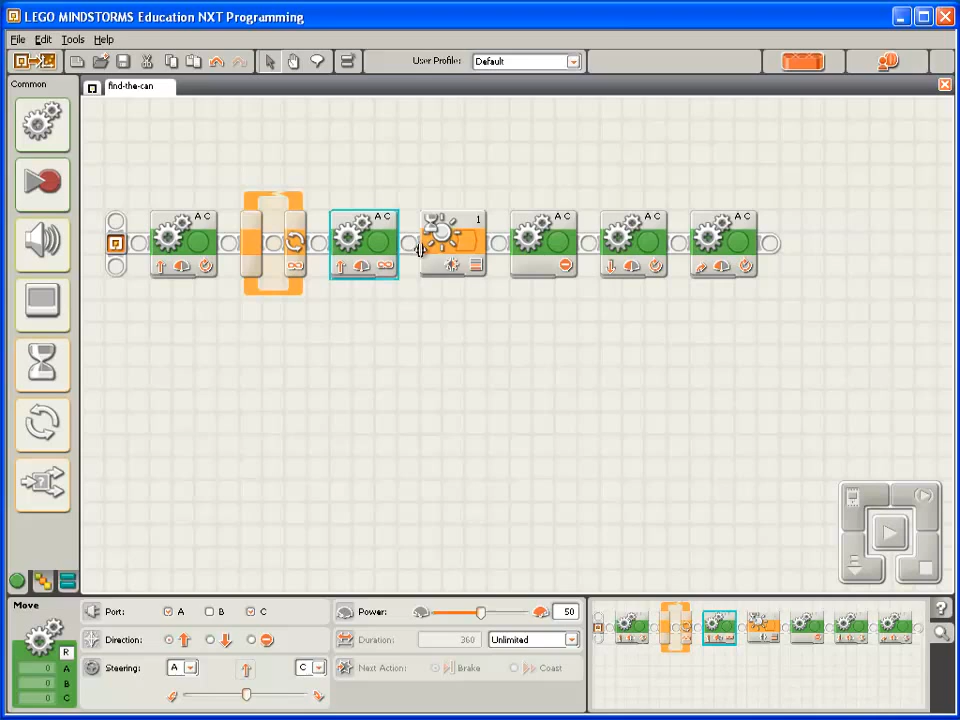 LEGO MINDSTORMS Education NXT Programming
File Edit Tools Help
User Profile: Default
Common
find-the-can
A C
A C
1
A C
A C
A C
Move
R
0 A
0 B
0 C
Port: A B C
Direction:
Steering: A C
Power: 50
Duration: 360 Unlimited
Next Action: Brake Coast
?